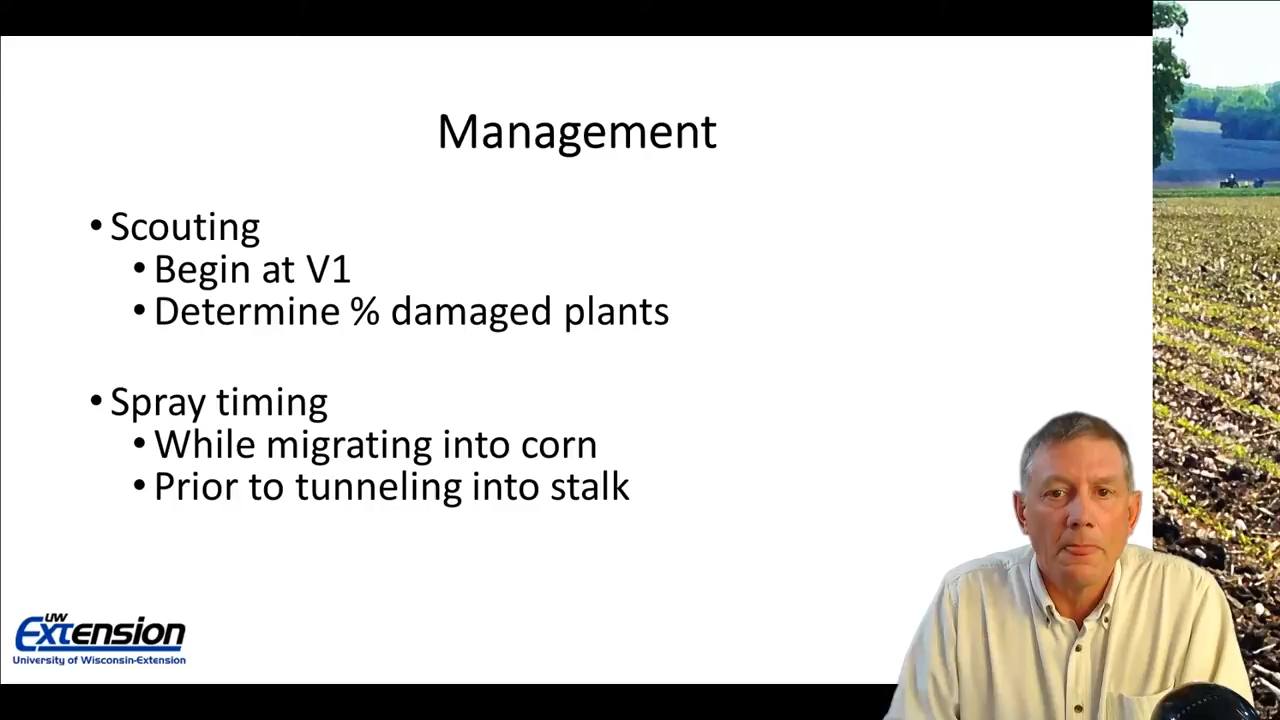 Management
• Scouting
• Begin at V1
• Determine % damaged plants
• Spray timing
• While migrating into corn
• Prior to tunneling into stalk
UW
Extension
University of Wisconsin-Extension